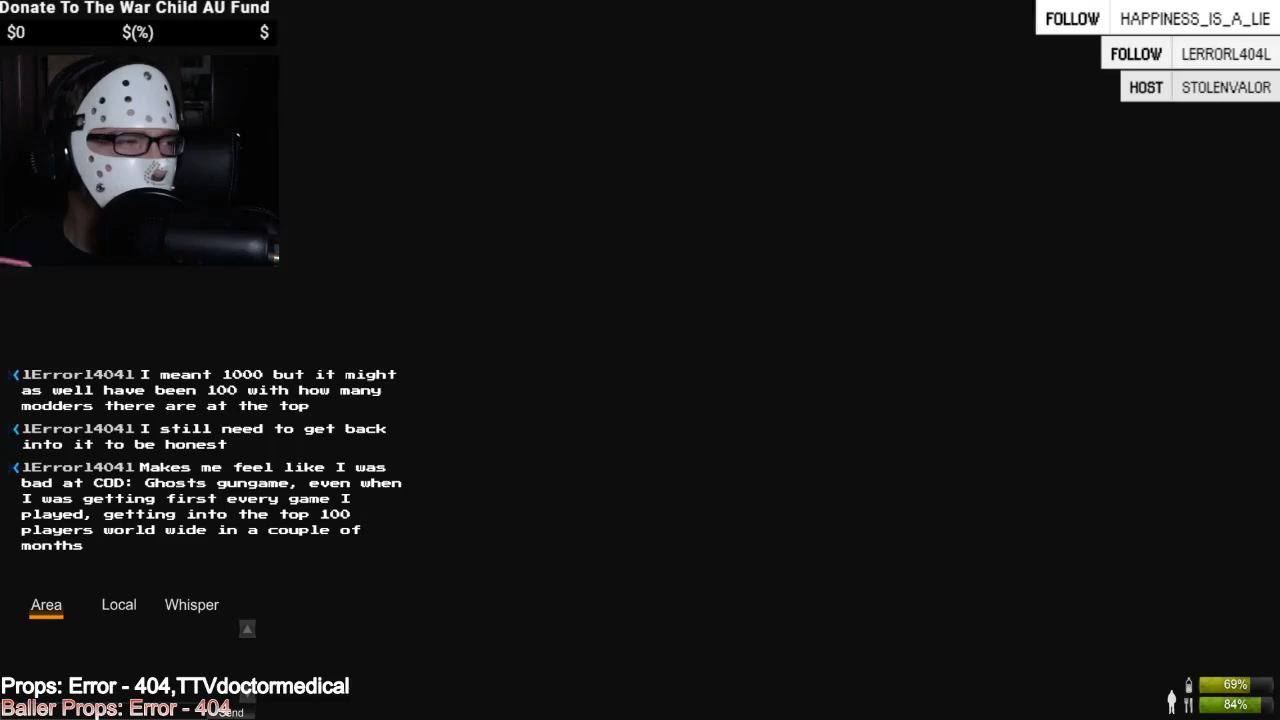 Donate To The War Child AU Fund
$0 $(%) $
FOLLOW HAPPINESS_IS_A_LIE
FOLLOW LERRORL404L
HOST STOLENVALOR
lErrorl404l I meant 1000 but it might
as well have been 100 with how many
modders there are at the top
lErrorl404l I still need to get back
into it to be honest
lErrorl404l Makes me feel like I was
bad at COD: Ghosts gungame, even when
I was getting first every game I
played, getting into the top 100
players world wide in a couple of
months
Area Local Whisper
Props: Error - 404,TTVdoctormedical
Baller Props: Error - 404
Send
69%
84%